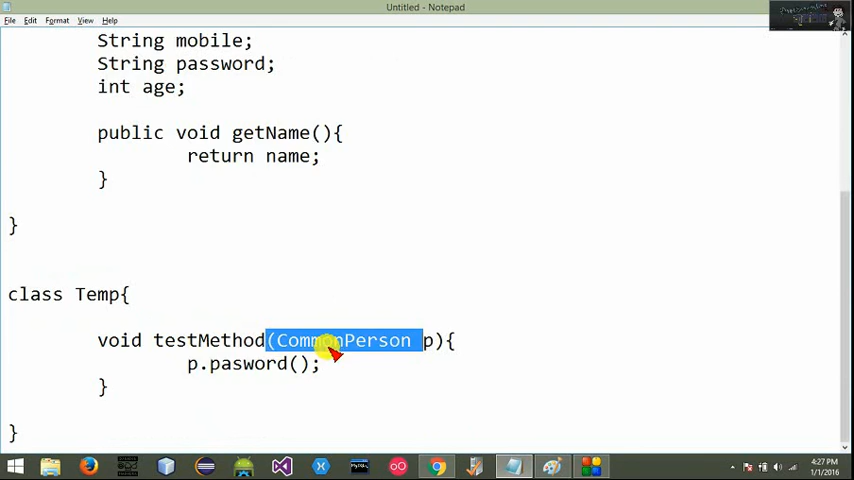 Untitled - Notepad
File Edit Format View Help
String mobile;
String password;
int age;
public void getName(){
return name;
}
}
class Temp{
void testMethod(CommonPerson p){
p.pasword();
}
}
4:27 PM
1/1/2016